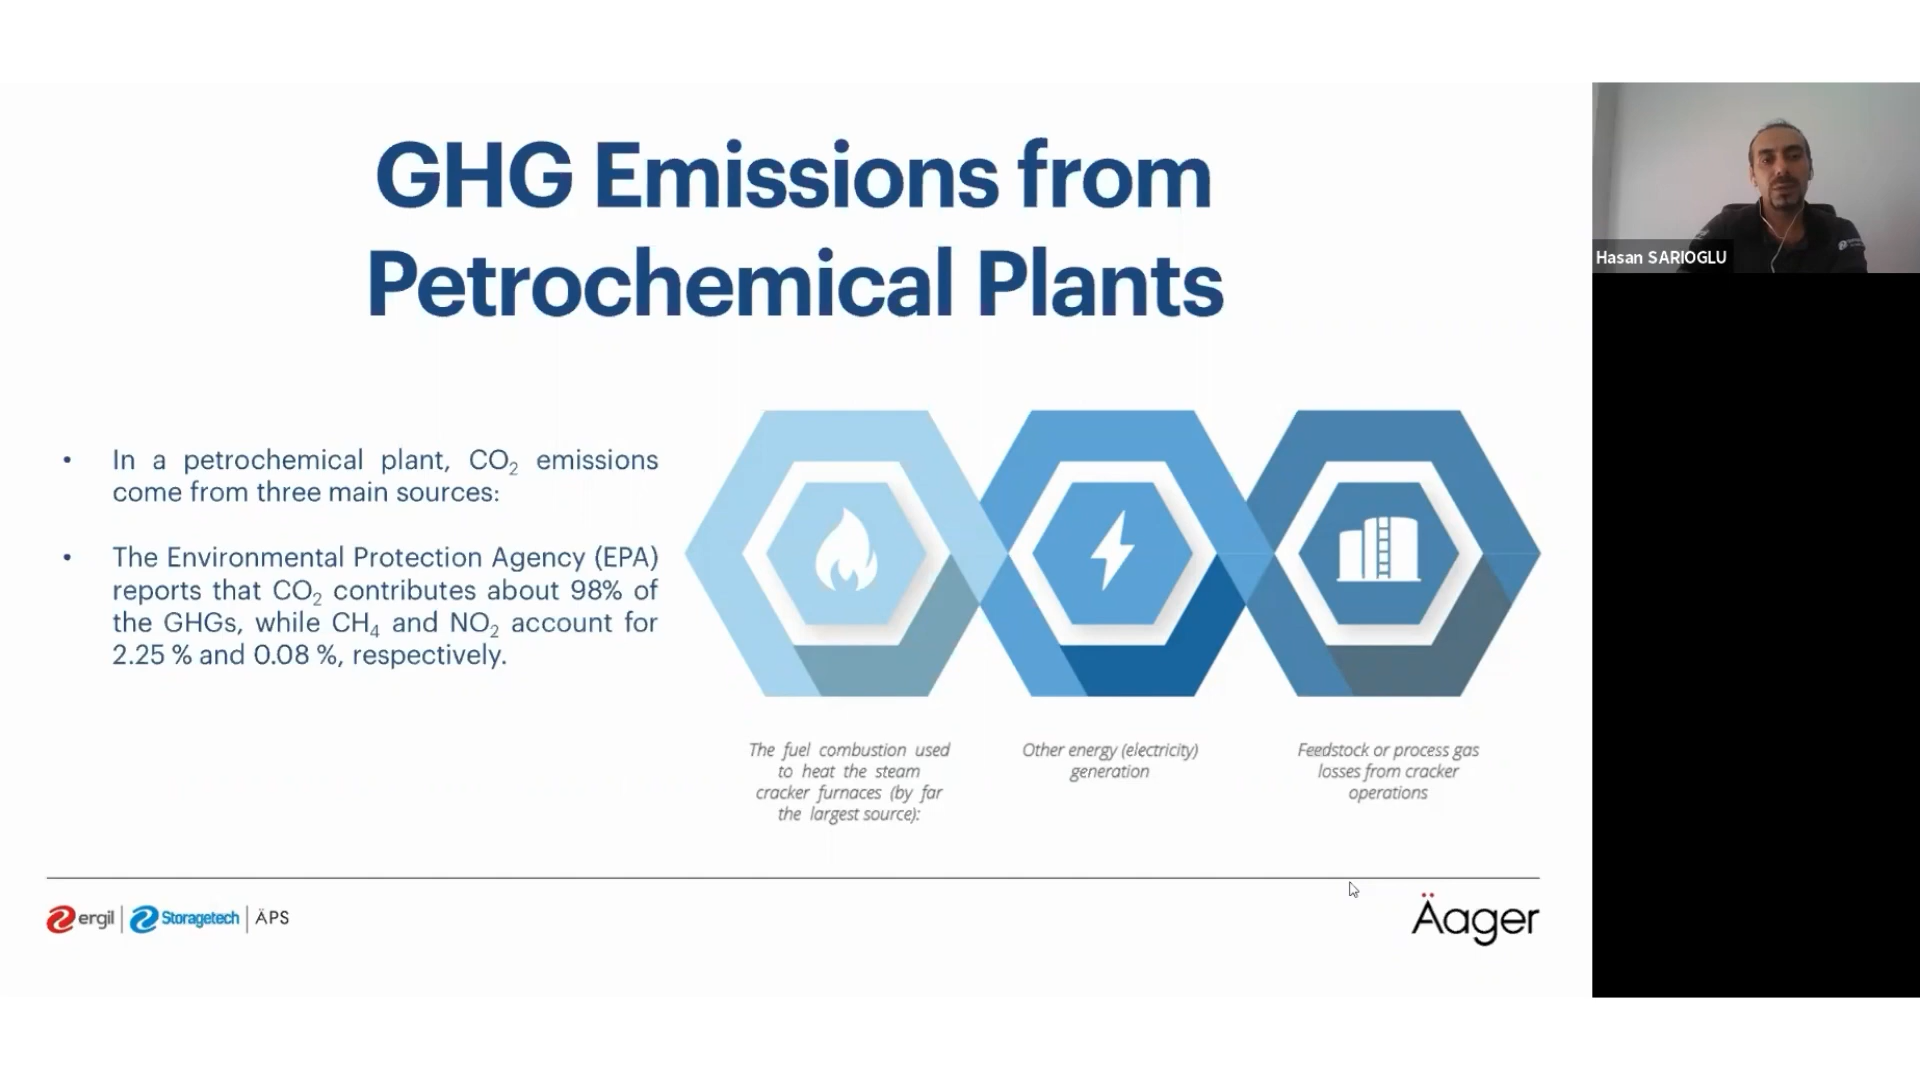 GHG Emissions from
Petrochemical Plants
• In a petrochemical plant, CO₂ emissions
come from three main sources:
• The Environmental Protection Agency (EPA)
reports that CO₂ contributes about 98% of
the GHGs, while CH₄ and NO₂ account for
2.25 % and 0.08 %, respectively.
The fuel combustion used
to heat the steam
cracker furnaces (by far
the largest source):
Other energy (electricity)
generation
Feedstock or process gas
losses from cracker
operations
ergil | Storagetech | ÄPS
Äager
Hasan SARIOGLU